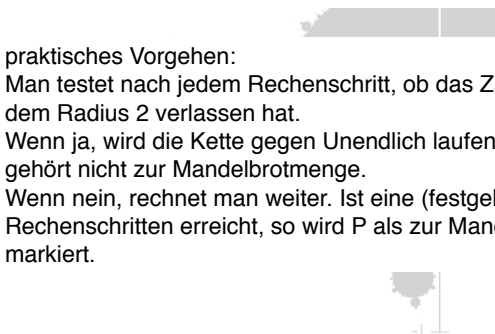 praktisches Vorgehen:
Man testet nach jedem Rechenschritt, ob das Z
dem Radius 2 verlassen hat.
Wenn ja, wird die Kette gegen Unendlich laufen
gehört nicht zur Mandelbrotmenge.
Wenn nein, rechnet man weiter. Ist eine (festgel
Rechenschritten erreicht, so wird P als zur Mand
markiert.